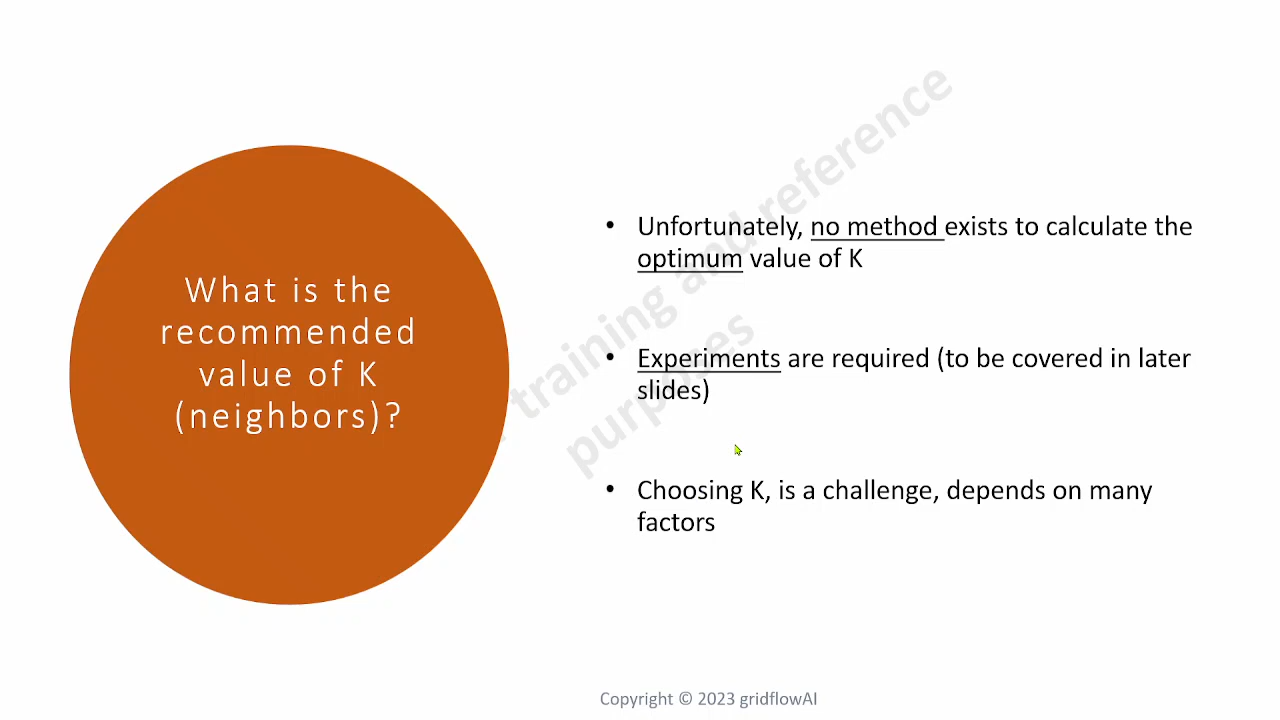 What is the
recommended
value of K
(neighbors)?
• Unfortunately, no method exists to calculate the
optimum value of K
• Experiments are required (to be covered in later
slides)
• Choosing K, is a challenge, depends on many
factors
training and reference
purposes
Copyright © 2023 gridflowAI